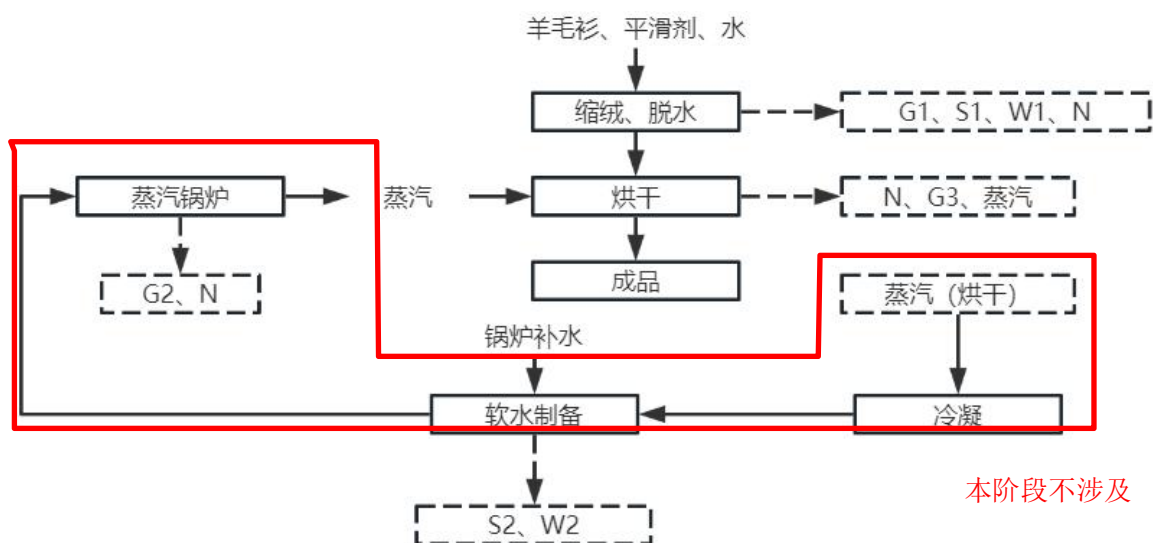 羊毛衫、平滑剂、水
缩绒、脱水
G1、S1、W1、N
蒸汽锅炉
蒸汽
烘干
N、G3、蒸汽
G2、N
成品
蒸汽（烘干）
锅炉补水
软水制备
冷凝
本阶段不涉及
S2、W2